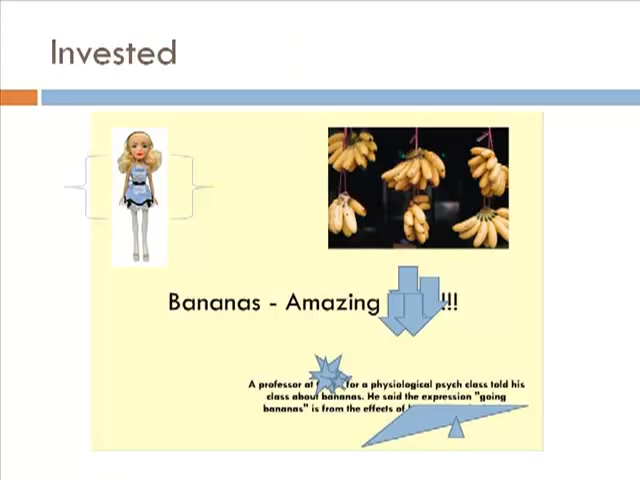 Invested
Bananas - Amazing !!!
A professor at for a physiological psych class told his
class about bananas. He said the expression "going
bananas" is from the effects of